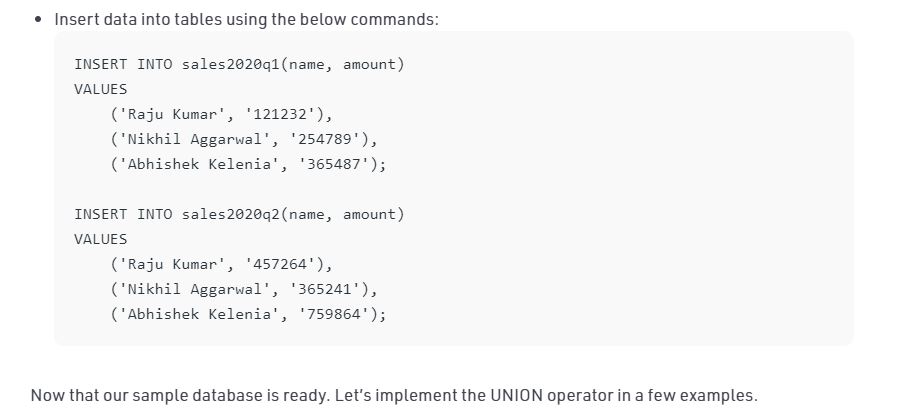 • Insert data into tables using the below commands:
INSERT INTO sales2020q1(name, amount)
VALUES
    ('Raju Kumar', '121232'),
    ('Nikhil Aggarwal', '254789'),
    ('Abhishek Kelenia', '365487');

INSERT INTO sales2020q2(name, amount)
VALUES
    ('Raju Kumar', '457264'),
    ('Nikhil Aggarwal', '365241'),
    ('Abhishek Kelenia', '759864');

Now that our sample database is ready. Let’s implement the UNION operator in a few examples.